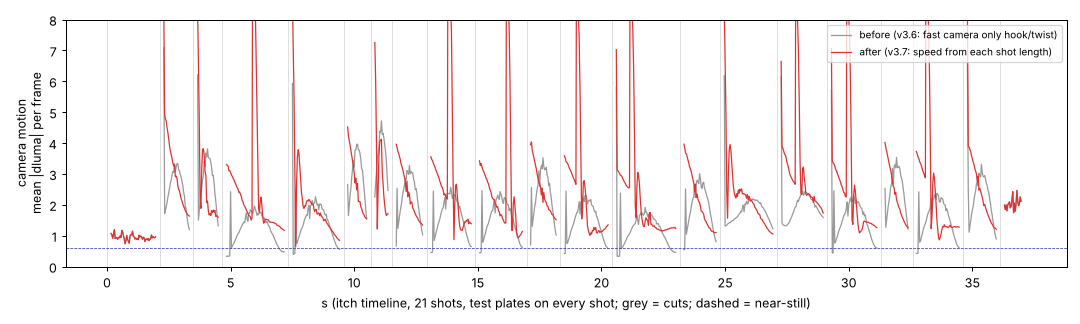 before (v3.6: fast camera only hook/twist)
after (v3.7: speed from each shot length)
camera motion
mean |dluma| per frame
8
7
6
5
4
3
2
1
0
0 5 10 15 20 25 30 35
s (itch timeline, 21 shots, test plates on every shot; grey = cuts; dashed = near-still)